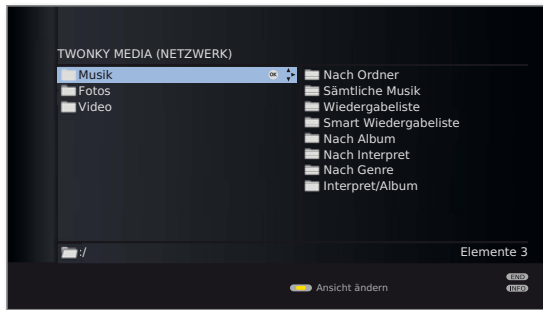 TWONKY MEDIA (NETZWERK)
Musik OK
Fotos
Video
Nach Ordner
Sämtliche Musik
Wiedergabeliste
Smart Wiedergabeliste
Nach Album
Nach Interpret
Nach Genre
Interpret/Album
:/
Elemente 3
Ansicht ändern
END
INFO